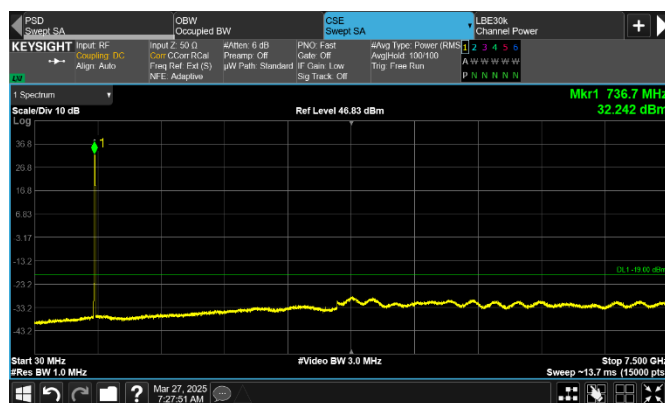 PSD
Swept SA
OBW
Occupied BW
CSE
Swept SA
LBE30k
Channel Power
KEYSIGHT
Input: RF
Coupling: DC
Align: Auto
Input Z: 50 Ω
Corr CCorr RCal
Freq Ref: Ext (S)
NFE: Adaptive
#Atten: 6 dB
Preamp: Off
µW Path: Standard
PNO: Fast
Gate: Off
IF Gain: Low
Sig Track: Off
#Avg Type: Power (RMS)
Avg|Hold: 100/100
Trig: Free Run
1 2 3 4 5 6
A W W W W W
P N N N N N
LXI
1 Spectrum
Scale/Div 10 dB
Ref Level 46.83 dBm
Mkr1 736.7 MHz
32.242 dBm
Log
1
36.8
26.8
16.8
6.83
-3.17
-13.2
-23.2
-33.2
-43.2
DL1 -19.00 dBm
Start 30 MHz
#Res BW 1.0 MHz
#Video BW 3.0 MHz
Stop 7.500 GHz
Sweep ~13.7 ms (15000 pts)
?
Mar 27, 2025
7:27:51 AM